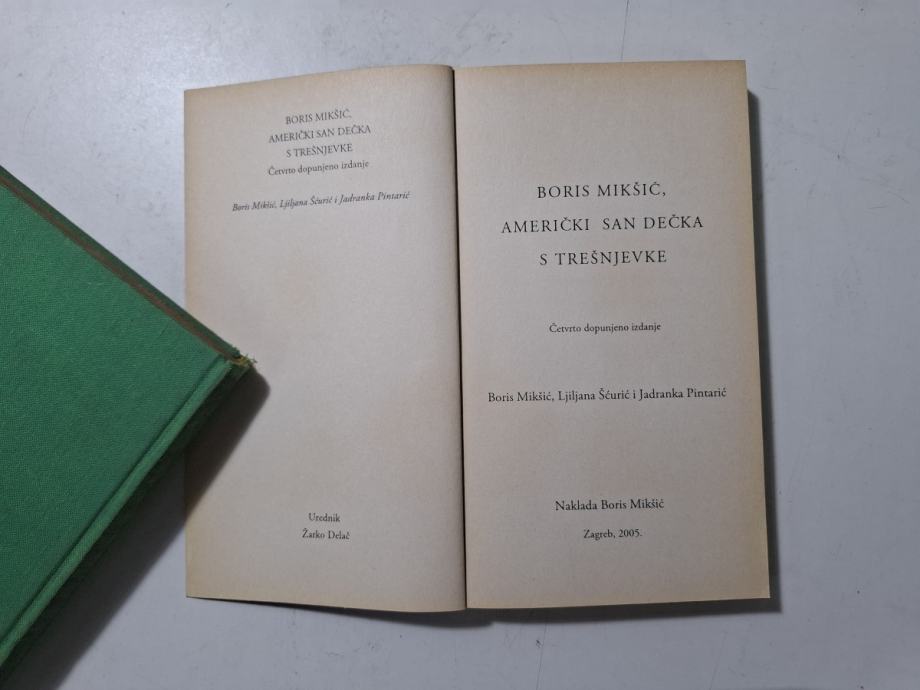 BORIS MIKŠIĆ,
AMERIČKI SAN DEČKA
S TREŠNJEVKE
Četvrto dopunjeno izdanje
Boris Mikšić, Ljiljana Šćurić i Jadranka Pintarić
Urednik
Žarko Delač
BORIS MIKŠIĆ,
AMERIČKI SAN DEČKA
S TREŠNJEVKE
Četvrto dopunjeno izdanje
Boris Mikšić, Ljiljana Šćurić i Jadranka Pintarić
Naklada Boris Mikšić
Zagreb, 2005.